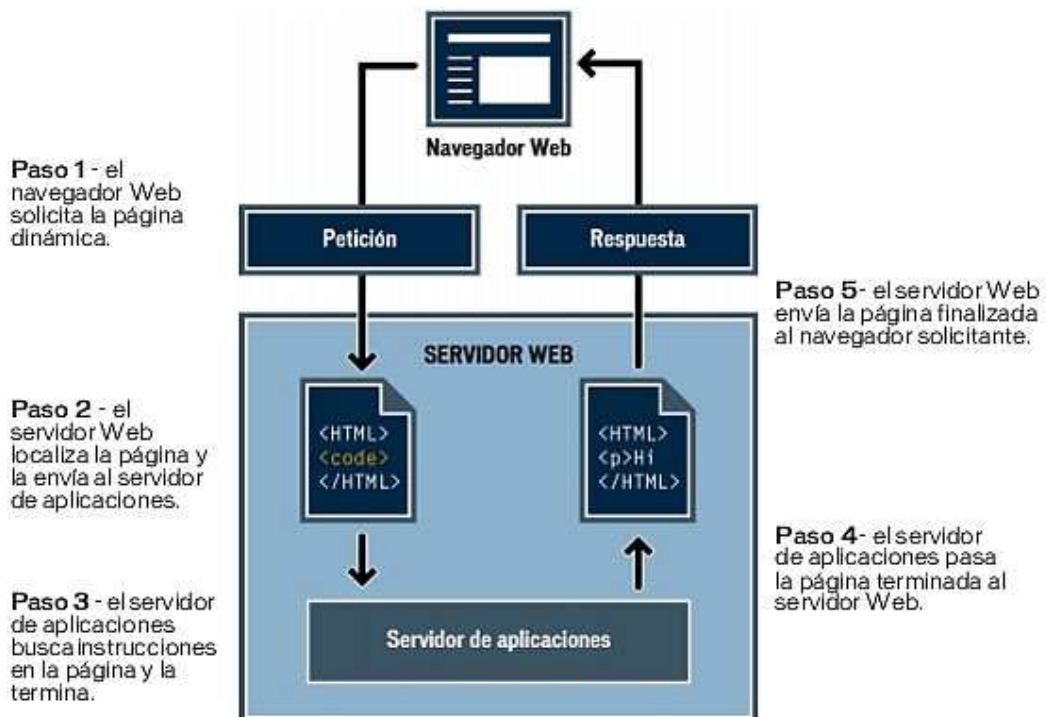 Navegador Web
Paso 1 - el
navegador Web
solicita la página
dinámica.
Petición
Respuesta
Paso 5 - el servidor Web
envía la página finalizada
al navegador solicitante.
SERVIDOR WEB
Paso 2 - el
servidor Web
localiza la página y
la envía al servidor
de aplicaciones.
<HTML>
<code>
</HTML>
<HTML>
<p>Hi
</HTML>
Paso 4 - el servidor
de aplicaciones pasa
la página terminada al
servidor Web.
Paso 3 - el servidor
de aplicaciones
busca instrucciones
en la página y la
termina.
Servidor de aplicaciones